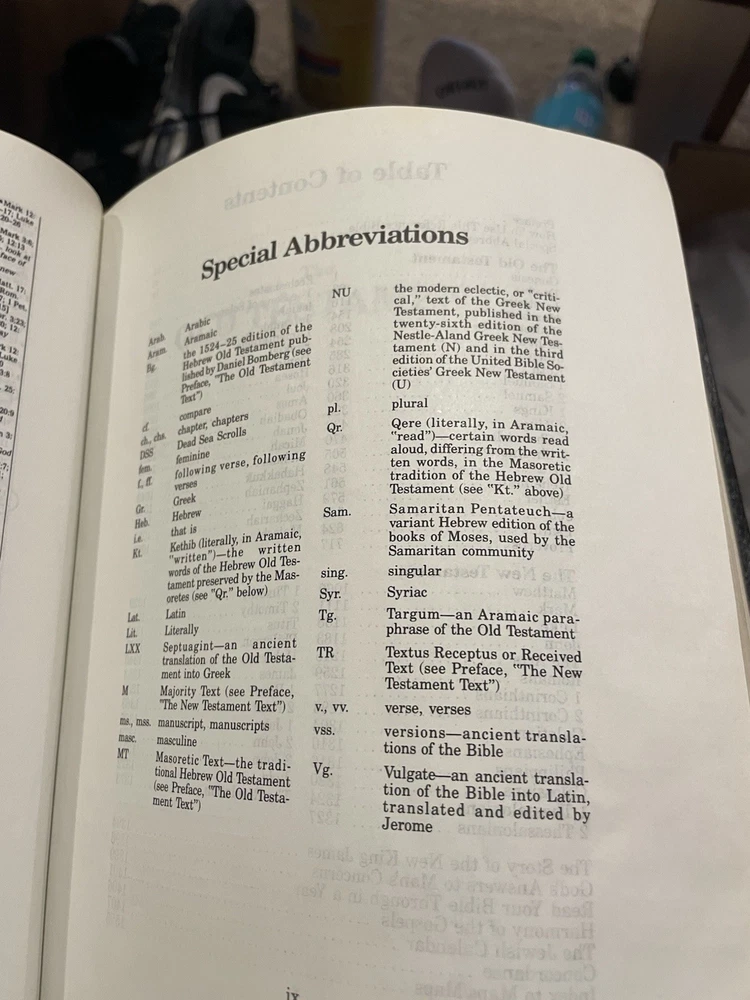 Special Abbreviations
Arab. Arabic
Aram. Aramaic
Bg. the 1524-25 edition of the
Hebrew Old Testament pub-
lished by Daniel Bomberg (see
Preface, "The Old Testament
Text")
cf. compare
ch., chs. chapter, chapters
DSS Dead Sea Scrolls
fem. feminine
f., ff. following verse, following
verses
Gr. Greek
Heb. Hebrew
i.e. that is
Kt. Kethib (literally, in Aramaic,
"written")—the written
words of the Hebrew Old Tes-
tament preserved by the Mas-
oretes (see "Qr." below)
Lat. Latin
Lit. Literally
LXX Septuagint—an ancient
translation of the Old Testa-
ment into Greek
M Majority Text (see Preface,
"The New Testament Text")
ms., mss. manuscript, manuscripts
masc. masculine
MT Masoretic Text—the tradi-
tional Hebrew Old Testament
(see Preface, "The Old Testa-
ment Text")
NU the modern eclectic, or "criti-
cal," text of the Greek New
Testament, published in the
twenty-sixth edition of the
Nestle-Aland Greek New Tes-
tament (N) and in the third
edition of the United Bible So-
cieties' Greek New Testament
(U)
pl. plural
Qr. Qere (literally, in Aramaic,
"read")—certain words read
aloud, differing from the writ-
ten words, in the Masoretic
tradition of the Hebrew Old
Testament (see "Kt." above)
Sam. Samaritan Pentateuch—a
variant Hebrew edition of the
books of Moses, used by the
Samaritan community
sing. singular
Syr. Syriac
Tg. Targum—an Aramaic para-
phrase of the Old Testament
TR Textus Receptus or Received
Text (see Preface, "The New
Testament Text")
v., vv. verse, verses
vss. versions—ancient transla-
tions of the Bible
Vg. Vulgate—an ancient transla-
tion of the Bible into Latin,
translated and edited by
Jerome
ix